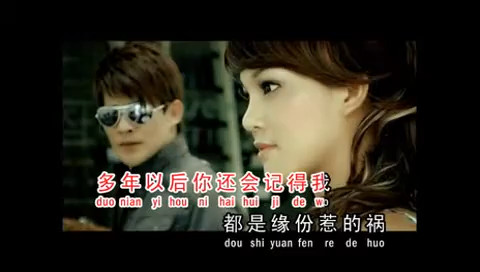 多年以后你还会记得我
duo nian yi hou ni hai hui ji de wo
都是缘份惹的祸
dou shi yuan fen re de huo